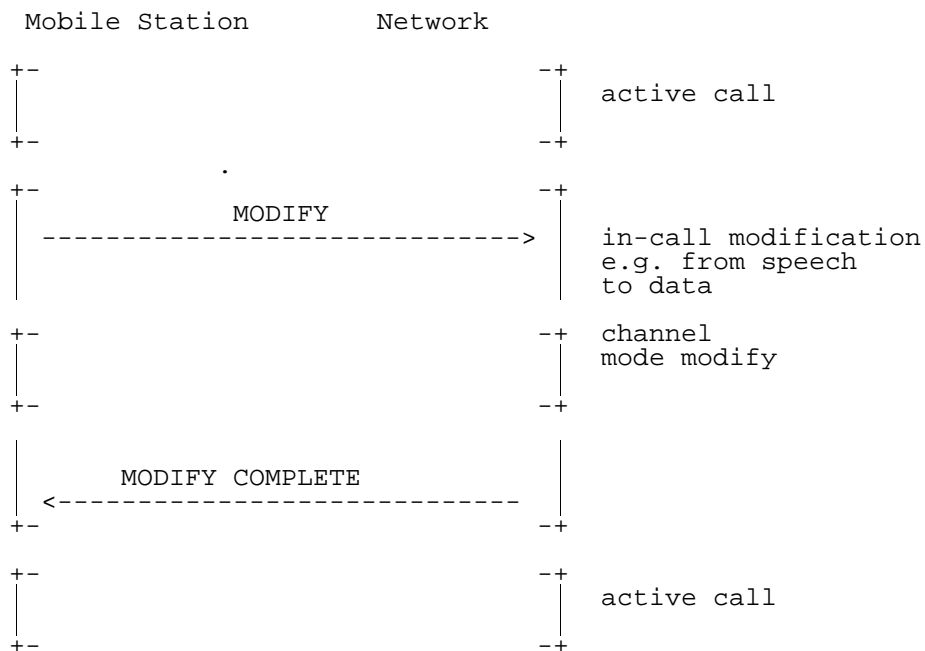 Mobile Station Network
active call
.
MODIFY
in-call modification
e.g. from speech
to data
channel
mode modify
MODIFY COMPLETE
active call